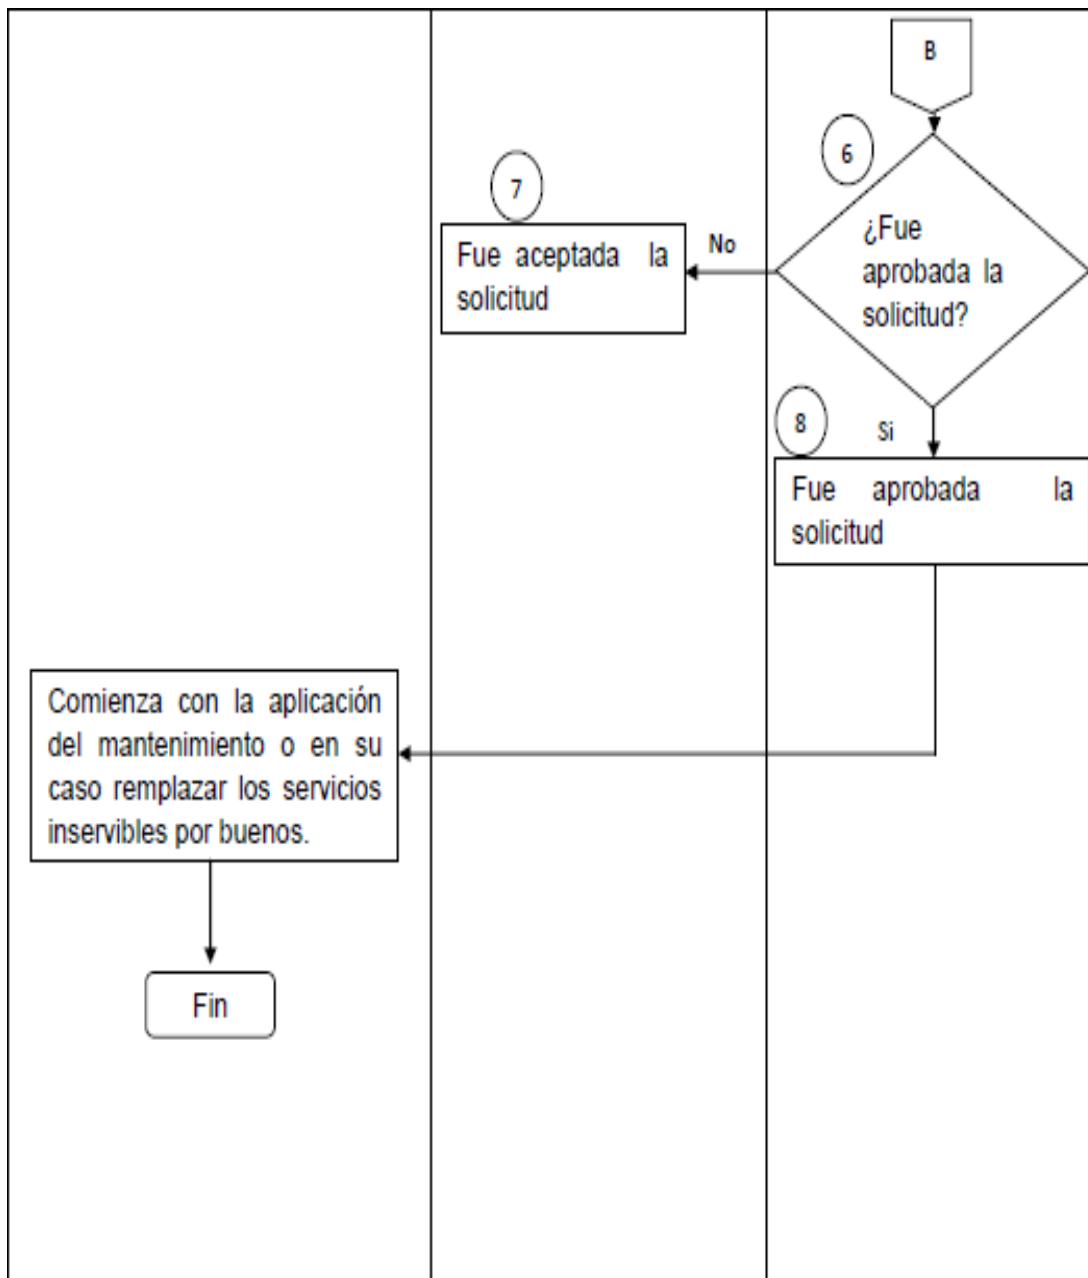 B
6
¿Fue
aprobada la
solicitud?
No
7
Fue aceptada la
solicitud
Si
8
Fue aprobada la
solicitud
Comienza con la aplicación
del mantenimiento o en su
caso remplazar los servicios
inservibles por buenos.
Fin